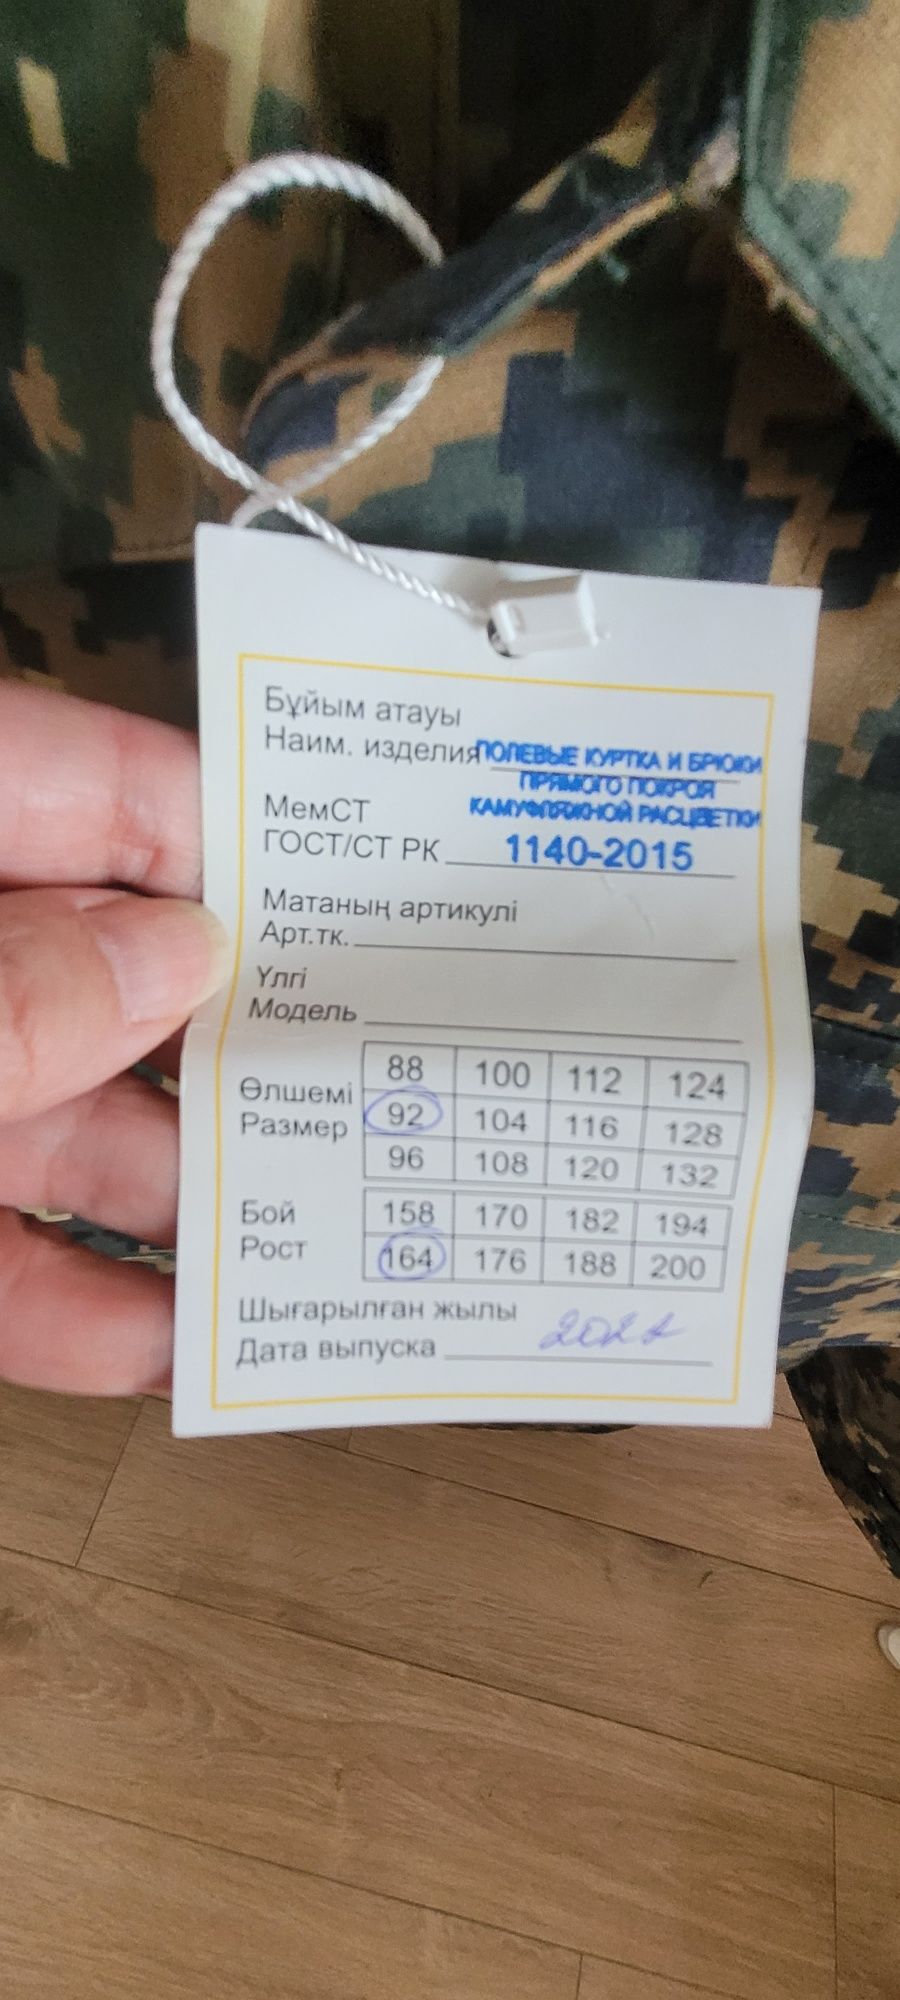 Бұйым атауы
Наим. изделия ПОЛЕВЫЕ КУРТКА И БРЮКИ
ПРЯМОГО ПОКРОЯ
МемСТ КАМУФЛЯЖНОЙ РАСЦВЕТКИ
ГОСТ/СТ РК 1140-2015
Матаның артикулі
Арт.тк.
Үлгі
Модель
88 100 112 124
Өлшемі
92 104 116 128
Размер
96 108 120 132
Бой 158 170 182 194
Рост 164 176 188 200
Шығарылған жылы
Дата выпуска